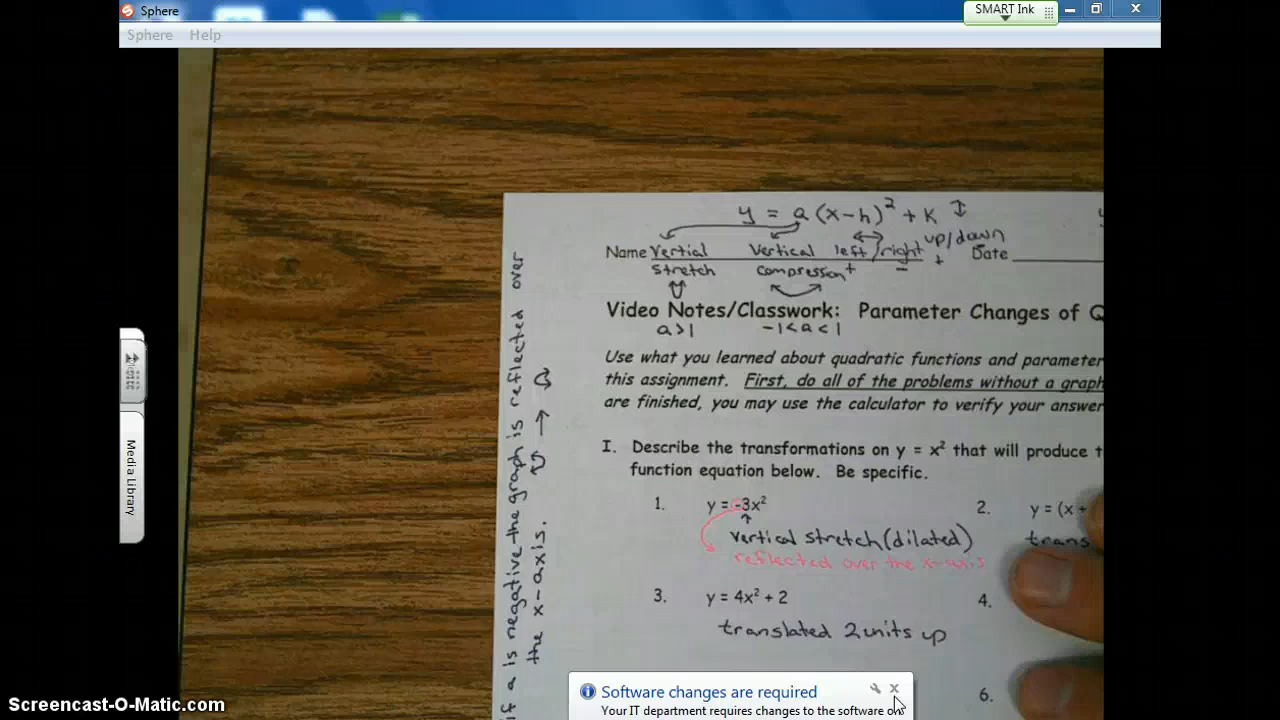 Sphere
SMART Ink
Sphere Help
y = a (x-h)² + K ↕
Name Vertial Vertical left/right up/down Date
stretch compression + - +
Video Notes/Classwork: Parameter Changes of Q
a>1 -1<a<1
Use what you learned about quadratic functions and parameter
this assignment. First, do all of the problems without a graph
are finished, you may use the calculator to verify your answer
I. Describe the transformations on y = x² that will produce t
function equation below. Be specific.
1. y = -3x² 2. y = (x +
vertical stretch (dilated) trans
reflected over the x-axis
3. y = 4x² + 2 4.
translated 2 units up
6.
If a is negative the graph is reflected over
the x-axis.
Media Library
Software changes are required
Your IT department requires changes to the software on
Screencast-O-Matic.com